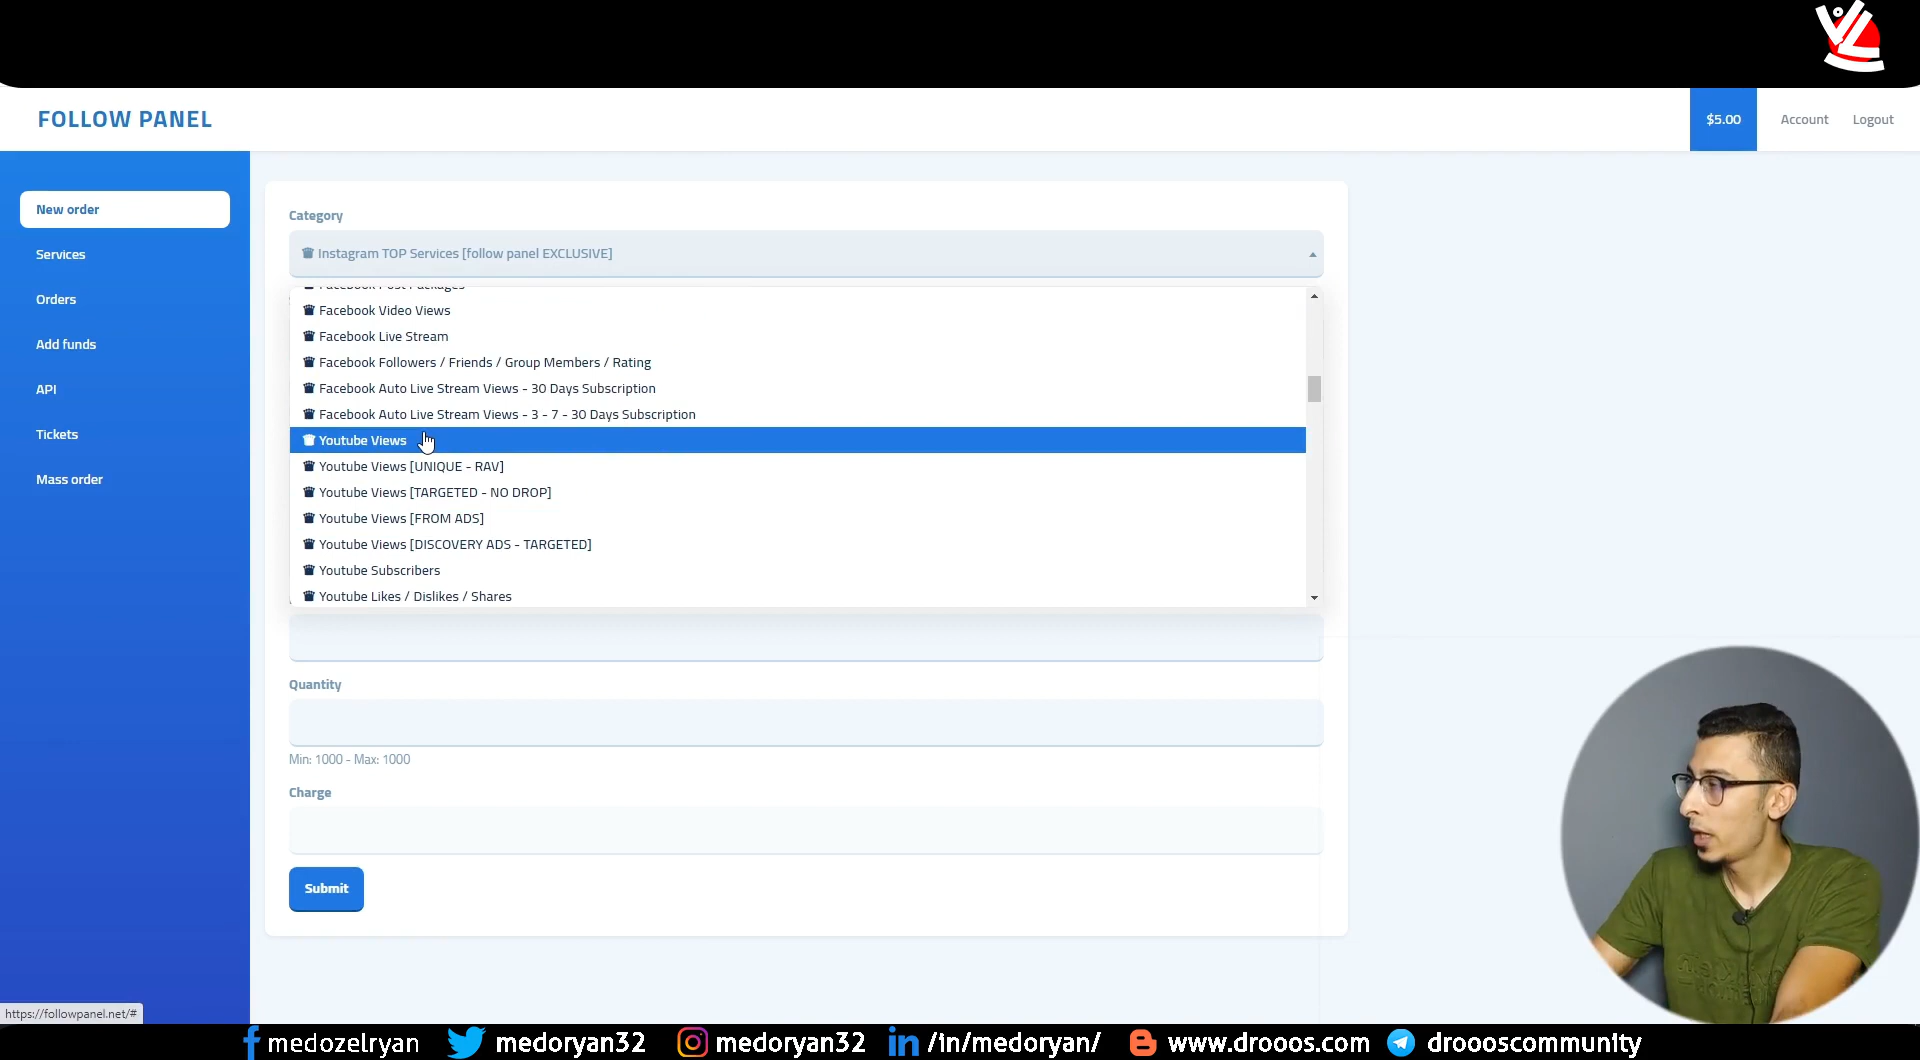 FOLLOW PANEL
$5.00
Account
Logout
New order
Services
Orders
Add funds
API
Tickets
Mass order
Category
Instagram TOP Services [follow panel EXCLUSIVE]
Facebook Post Packages
Facebook Video Views
Facebook Live Stream
Facebook Followers / Friends / Group Members / Rating
Facebook Auto Live Stream Views - 30 Days Subscription
Facebook Auto Live Stream Views - 3 - 7 - 30 Days Subscription
Youtube Views
Youtube Views [UNIQUE - RAV]
Youtube Views [TARGETED - NO DROP]
Youtube Views [FROM ADS]
Youtube Views [DISCOVERY ADS - TARGETED]
Youtube Subscribers
Youtube Likes / Dislikes / Shares
Quantity
Min: 1000 - Max: 1000
Charge
Submit
https://followpanel.net/#
medozelryan
medoryan32
medoryan32
/in/medoryan/
www.drooos.com
droooscommunity